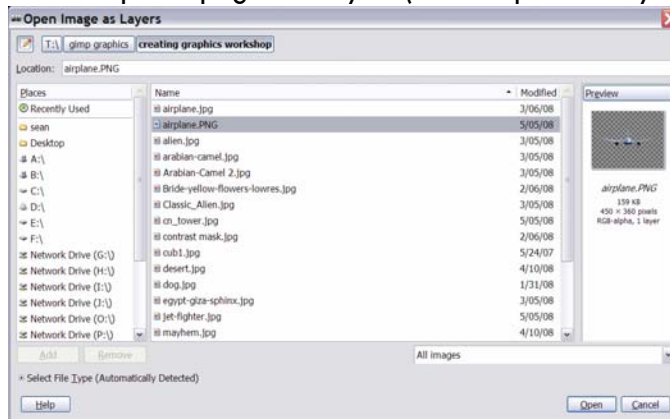 Open Image as Layers
T:\ gimp graphics creating graphics workshop
Location: airplane.PNG
Places
Recently Used
sean
Desktop
A:\
B:\
C:\
D:\
E:\
F:\
Network Drive (G:\)
Network Drive (H:\)
Network Drive (I:\)
Network Drive (J:\)
Network Drive (O:\)
Network Drive (P:\)
Add Remove
Name Modified
airplane.jpg 3/06/08
airplane.PNG 5/05/08
alien.jpg 3/05/08
arabian-camel.jpg 3/05/08
Arabian-Camel 2.jpg 3/05/08
Bride-yellow-flowers-lowres.jpg 2/06/08
Classic_Alien.jpg 3/05/08
cn_tower.jpg 5/05/08
contrast mask.jpg 2/06/08
cub1.jpg 5/24/07
desert.jpg 4/10/08
dog.jpg 1/31/08
egypt-giza-sphinx.jpg 3/05/08
jet-fighter.jpg 5/05/08
mayhem.jpg 4/10/08
Preview
airplane.PNG
159 KB
450 × 360 pixels
RGB-alpha, 1 layer
All images
Select File Type (Automatically Detected)
Help Open Cancel